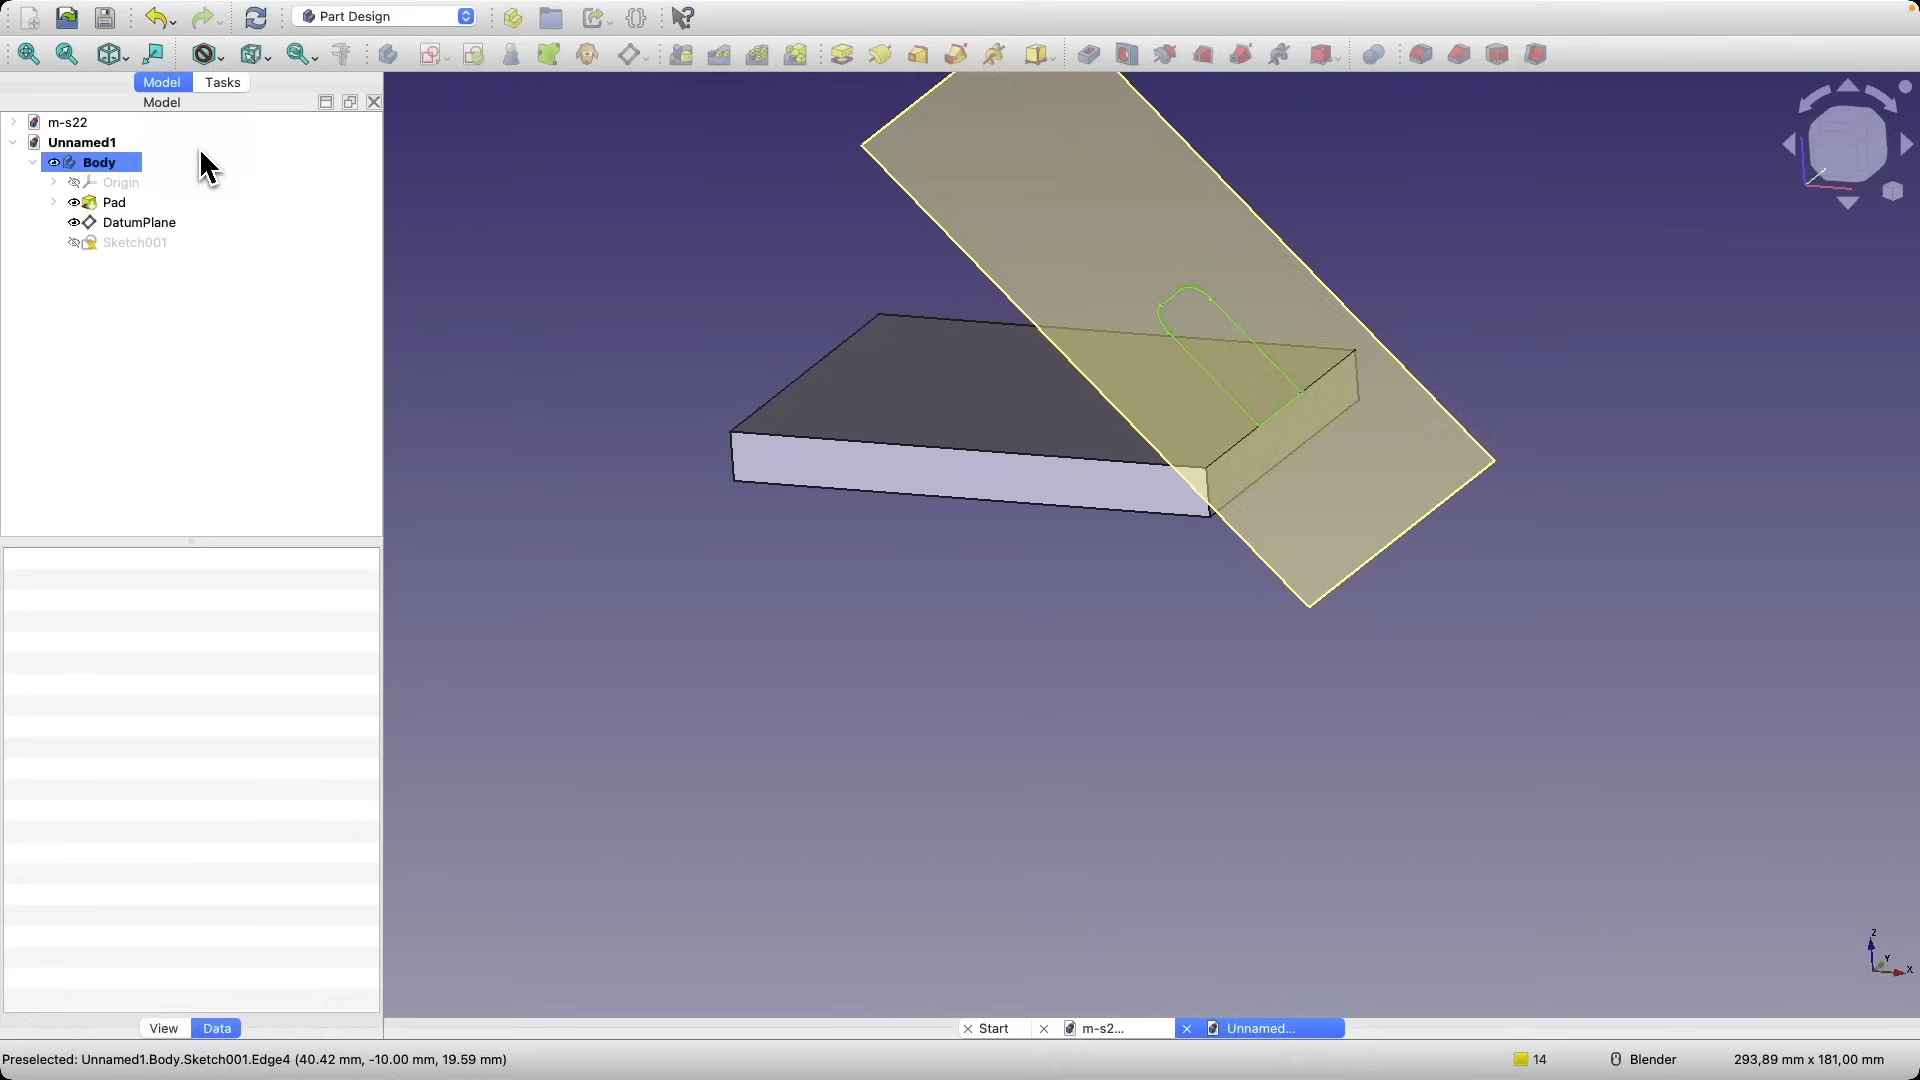 Part Design
Model Tasks
Model
m-s22
Unnamed1
Body
Origin
Pad
DatumPlane
Sketch001
Z
Y
X
View Data
Start m-s2... Unnamed...
Preselected: Unnamed1.Body.Sketch001.Edge4 (40.42 mm, -10.00 mm, 19.59 mm) 14 Blender 293,89 mm x 181,00 mm